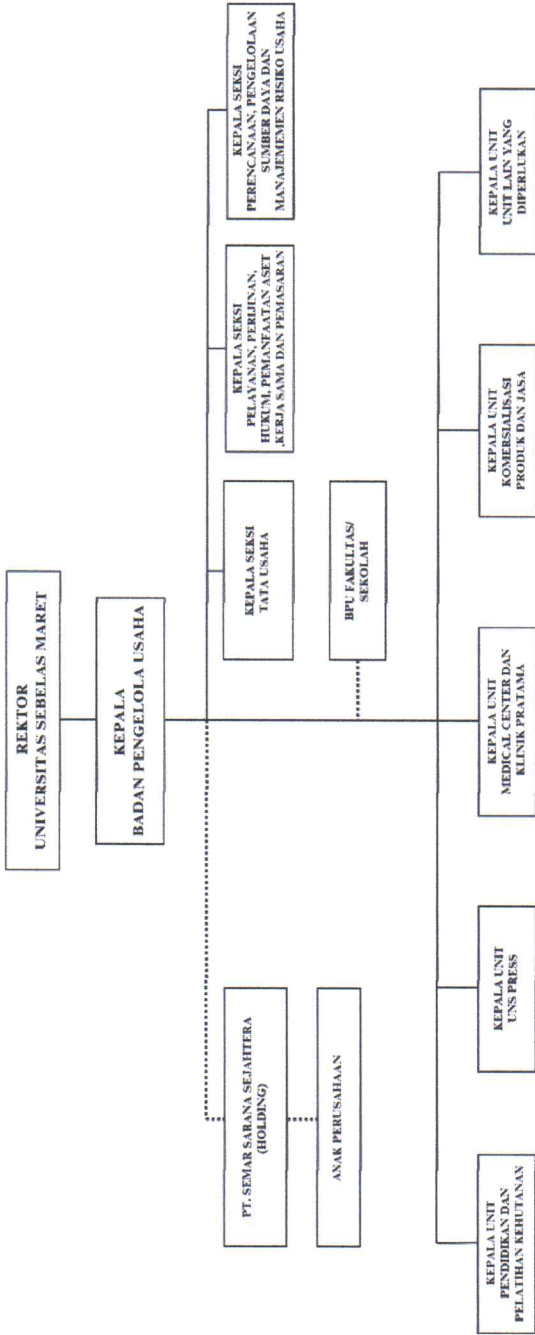 REKTOR
UNIVERSITAS SEBELAS MARET
KEPALA
BADAN PENGELOLA USAHA
PT. SEMAR SARANA SEJAHTERA
(HOLDING)
ANAK PERUSAHAAN
KEPALA SEKSI
TATA USAHA
KEPALA SEKSI
PELAYANAN, PERIJINAN,
HUKUM, PEMANFAATAN ASET
,KERJA SAMA DAN PEMASARAN
KEPALA SEKSI
PERENCANAAN, PENGELOLAAN
SUMBER DAYA DAN
MANAJEMEMEN RISIKO USAHA
BPU FAKULTAS/
SEKOLAH
KEPALA UNIT
PENDIDIKAN DAN
PELATIHAN KEHUTANAN
KEPALA UNIT
UNS PRESS
KEPALA UNIT
MEDICAL CENTER DAN
KLINIK PRATAMA
KEPALA UNIT
KOMERSIALISASI
PRODUK DAN JASA
KEPALA UNIT
UNIT LAIN YANG
DIPERLUKAN